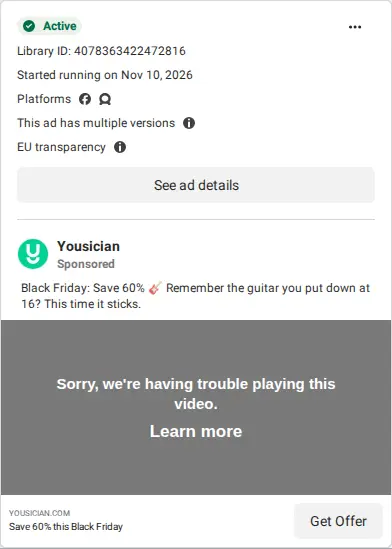 Active
Library ID: 4078363422472816
Started running on Nov 10, 2026
Platforms
This ad has multiple versions
EU transparency
See ad details
Yousician
Sponsored
Black Friday: Save 60% 🎸 Remember the guitar you put down at
16? This time it sticks.
Sorry, we're having trouble playing this
video.
Learn more
YOUSICIAN.COM
Save 60% this Black Friday
Get Offer